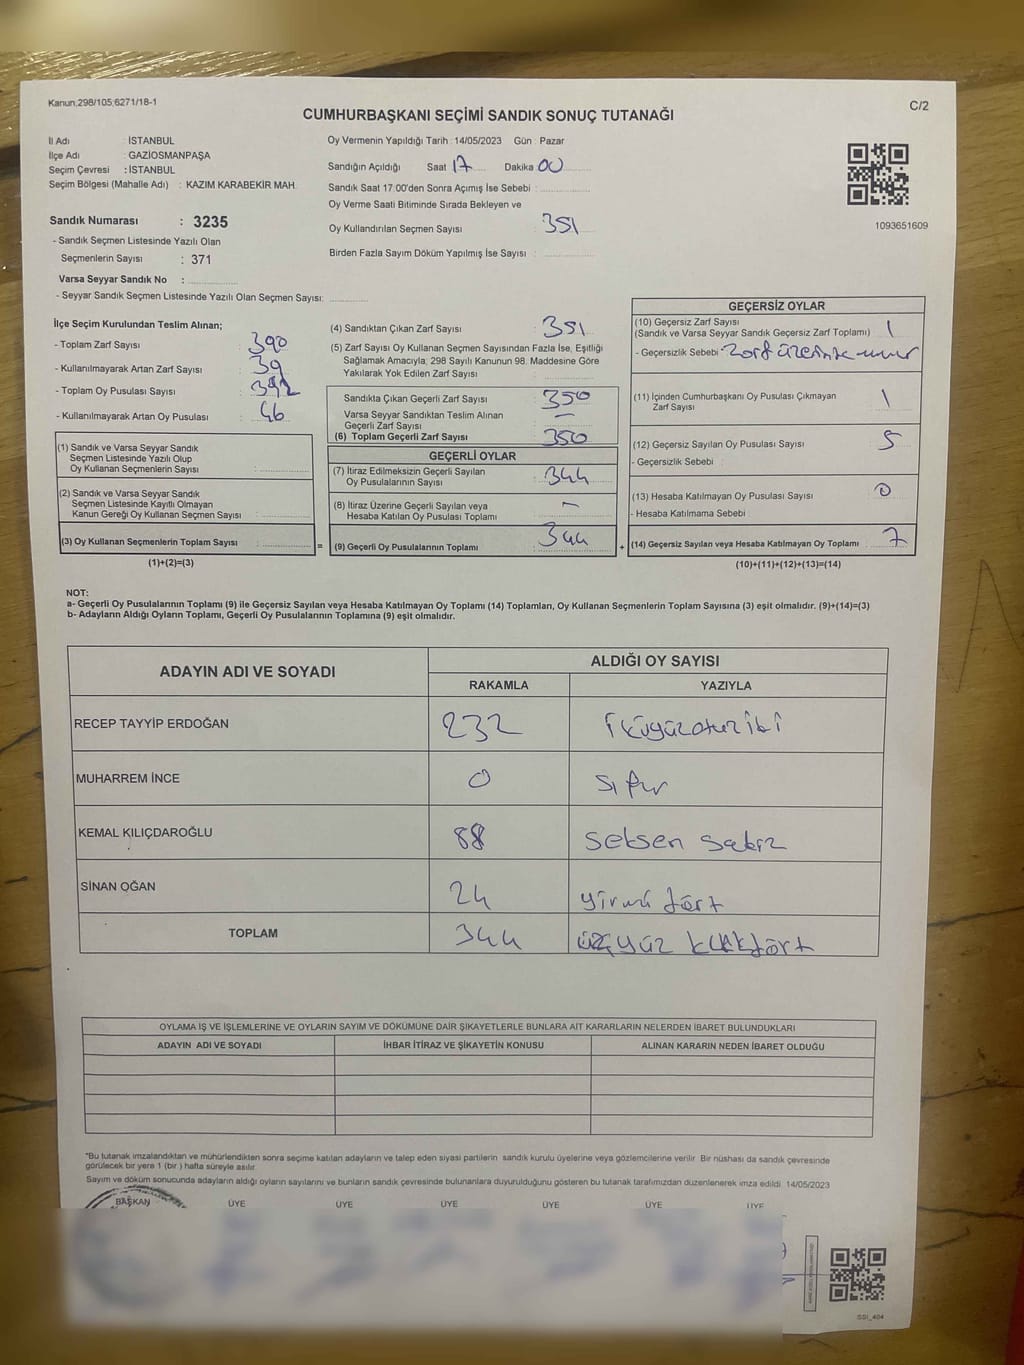 Kanun,298/105;6271/18-1
C/2
CUMHURBAŞKANI SEÇİMİ SANDIK SONUÇ TUTANAĞI
İl Adı : İSTANBUL
İlçe Adı : GAZİOSMANPAŞA
Seçim Çevresi : İSTANBUL
Seçim Bölgesi (Mahalle Adı) : KAZIM KARABEKİR MAH.
Oy Vermenin Yapıldığı Tarih : 14/05/2023 Gün : Pazar
Sandığın Açıldığı Saat 17 Dakika 00
Sandık Saat 17:00'den Sonra Açımış İse Sebebi :
Oy Verme Saati Bitiminde Sırada Bekleyen ve
Oy Kullandırılan Seçmen Sayısı 351
Birden Fazla Sayım Döküm Yapılmış İse Sayısı :
1093651609
Sandık Numarası : 3235
- Sandık Seçmen Listesinde Yazılı Olan
Seçmenlerin Sayısı : 371
Varsa Seyyar Sandık No :
- Seyyar Sandık Seçmen Listesinde Yazılı Olan Seçmen Sayısı:
İlçe Seçim Kurulundan Teslim Alınan;
- Toplam Zarf Sayısı : 390
- Kullanılmayarak Artan Zarf Sayısı : 39
- Toplam Oy Pusulası Sayısı : 392
- Kullanılmayarak Artan Oy Pusulası : 46
(1) Sandık ve Varsa Seyyar Sandık
Seçmen Listesinde Yazılı Olup
Oy Kullanan Seçmenlerin Sayısı :
(2) Sandık ve Varsa Seyyar Sandık
Seçmen Listesinde Kayıtlı Olmayan
Kanun Gereği Oy Kullanan Seçmen Sayısı :
(3) Oy Kullanan Seçmenlerin Toplam Sayısı :
(1)+(2)=(3)
(4) Sandıktan Çıkan Zarf Sayısı : 351
(5) Zarf Sayısı Oy Kullanan Seçmen Sayısından Fazla İse, Eşitliği
Sağlamak Amacıyla, 298 Sayılı Kanunun 98. Maddesine Göre
Yakılarak Yok Edilen Zarf Sayısı :
Sandıkta Çıkan Geçerli Zarf Sayısı : 350
Varsa Seyyar Sandıktan Teslim Alınan –
Geçerli Zarf Sayısı
(6) Toplam Geçerli Zarf Sayısı : 350
GEÇERLİ OYLAR
(7) İtiraz Edilmeksizin Geçerli Sayılan
Oy Pusulalarının Sayısı : 344
(8) İtiraz Üzerine Geçerli Sayılan veya –
Hesaba Katılan Oy Pusulası Toplamı
=
(9) Geçerli Oy Pusulalarının Toplamı : 344
+
GEÇERSİZ OYLAR
(10) Geçersiz Zarf Sayısı
(Sandık ve Varsa Seyyar Sandık Geçersiz Zarf Toplamı) : 1
- Geçersizlik Sebebi : Zarf üzerinde
(11) İçinden Cumhurbaşkanı Oy Pusulası Çıkmayan
Zarf Sayısı 1
(12) Geçersiz Sayılan Oy Pusulası Sayısı 5
- Geçersizlik Sebebi :
(13) Hesaba Katılmayan Oy Pusulası Sayısı 0
- Hesaba Katılmama Sebebi :
(14) Geçersiz Sayılan veya Hesaba Katılmayan Oy Toplamı 7
(10)+(11)+(12)+(13)=(14)
NOT:
a- Geçerli Oy Pusulalarının Toplamı (9) ile Geçersiz Sayılan veya Hesaba Katılmayan Oy Toplamı (14) Toplamları, Oy Kullanan Seçmenlerin Toplam Sayısına (3) eşit olmalıdır. (9)+(14)=(3)
b- Adayların Aldığı Oyların Toplamı, Geçerli Oy Pusulalarının Toplamına (9) eşit olmalıdır.
ADAYIN ADI VE SOYADI
ALDIĞI OY SAYISI
RAKAMLA YAZIYLA
RECEP TAYYİP ERDOĞAN 232 ikiyüzotuz iki
MUHARREM İNCE 0 sıfır
KEMAL KILIÇDAROĞLU 88 seksen sekiz
SİNAN OĞAN 24 yirmi dört
TOPLAM 344 üçyüz kırkdört
OYLAMA İŞ VE İŞLEMLERİNE VE OYLARIN SAYIM VE DÖKÜMÜNE DAİR ŞİKAYETLERLE BUNLARA AİT KARARLARIN NELERDEN İBARET BULUNDUKLARI
ADAYIN ADI VE SOYADI İHBAR İTİRAZ VE ŞİKAYETİN KONUSU ALINAN KARARIN NEDEN İBARET OLDUĞU
*Bu tutanak imzalandıktan ve mühürlendikten sonra seçime katılan adayların ve talep eden siyasi partilerin sandık kurulu üyelerine veya gözlemcilerine verilir. Bir nüshası da sandık çevresinde
görülecek bir yere 1 (bir) hafta süreyle asılır.
Sayım ve döküm sonucunda adayların aldığı oyların sayılarını ve bunların sandık çevresinde bulunanlara duyurulduğunu gösteren bu tutanak tarafımızdan düzenlenerek imza edildi. 14/05/2023
BAŞKAN ÜYE ÜYE ÜYE ÜYE ÜYE ÜYE
SSI_404